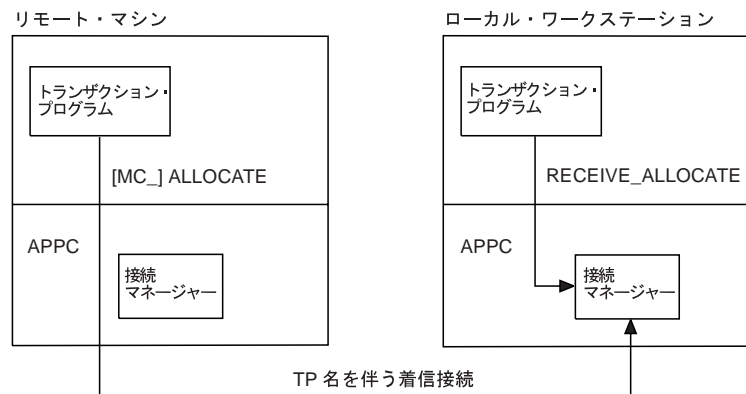 リモート・マシン
トランザクション・
プログラム
[MC_] ALLOCATE
APPC
接続
マネージャー
ローカル・ワークステーション
トランザクション・
プログラム
RECEIVE_ALLOCATE
APPC
接続
マネージャー
TP 名を伴う着信接続